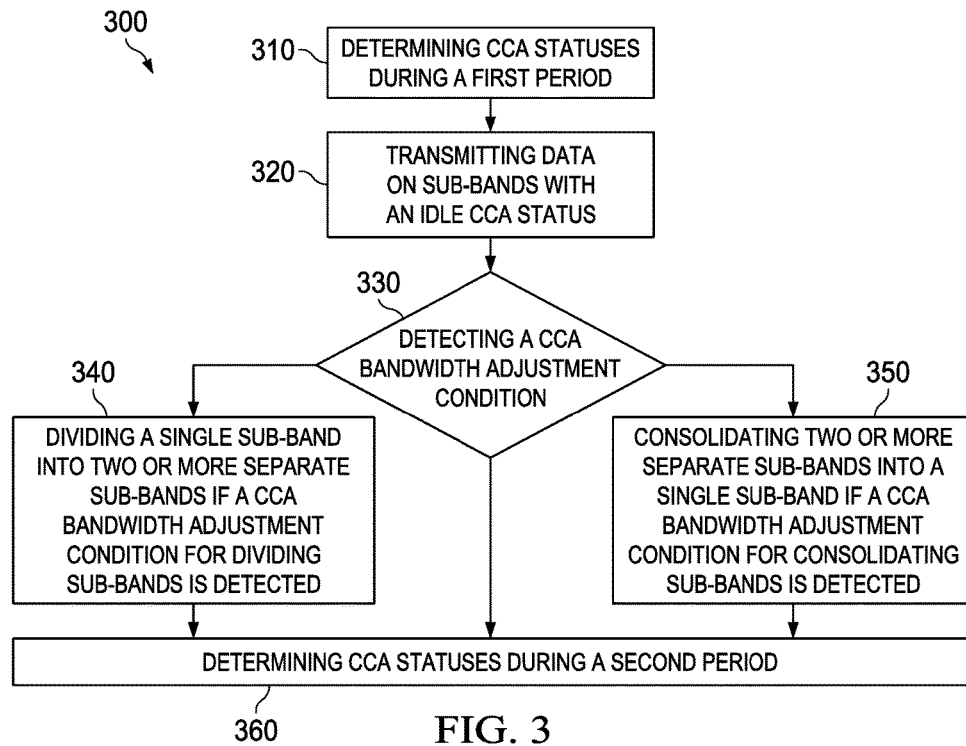 300
310
DETERMINING CCA STATUSES
DURING A FIRST PERIOD
320
TRANSMITTING DATA
ON SUB-BANDS WITH
AN IDLE CCA STATUS
330
DETECTING A CCA
BANDWIDTH ADJUSTMENT
CONDITION
340
DIVIDING A SINGLE SUB-BAND
INTO TWO OR MORE SEPARATE
SUB-BANDS IF A CCA
BANDWIDTH ADJUSTMENT
CONDITION FOR DIVIDING
SUB-BANDS IS DETECTED
350
CONSOLIDATING TWO OR MORE
SEPARATE SUB-BANDS INTO A
SINGLE SUB-BAND IF A CCA
BANDWIDTH ADJUSTMENT
CONDITION FOR CONSOLIDATING
SUB-BANDS IS DETECTED
DETERMINING CCA STATUSES DURING A SECOND PERIOD
360
FIG. 3